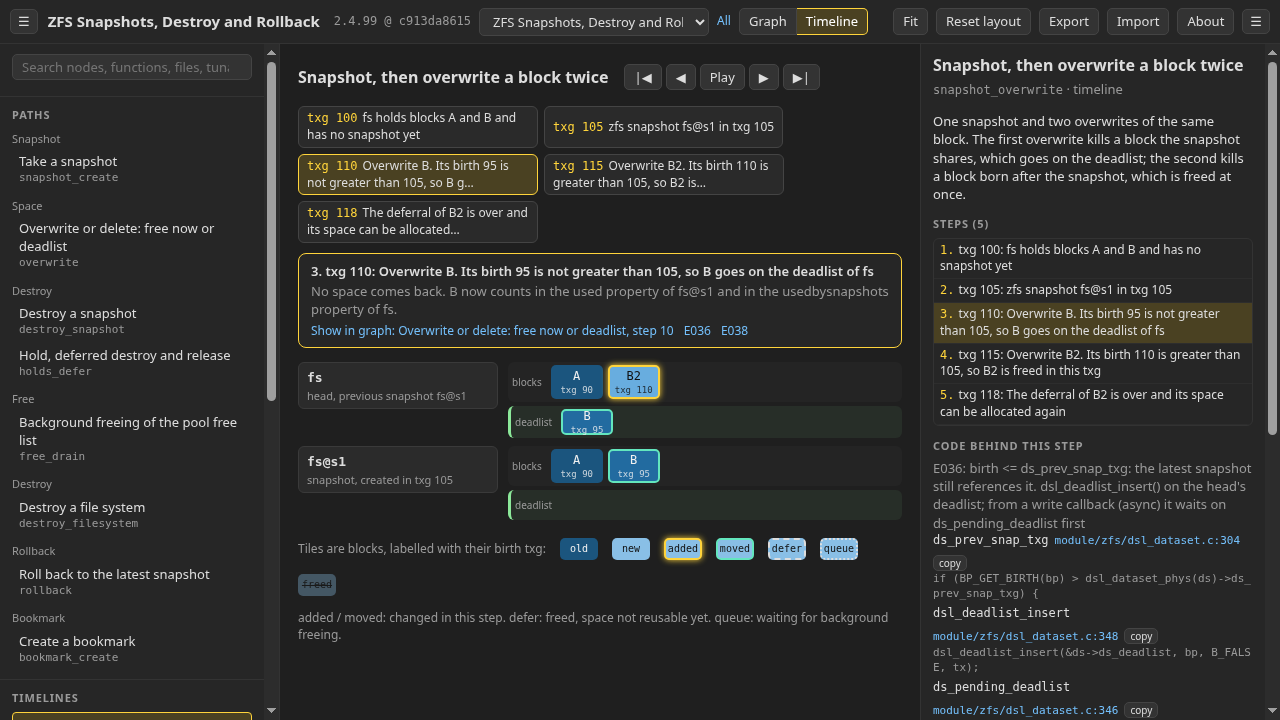 ☰ ZFS Snapshots, Destroy and Rollback 2.4.99 @ c913da8615 ZFS Snapshots, Destroy and Rol All Graph Timeline Fit Reset layout Export Import About ☰
Search nodes, functions, files, tun
PATHS
Snapshot
Take a snapshot
snapshot_create
Space
Overwrite or delete: free now or
deadlist
overwrite
Destroy
Destroy a snapshot
destroy_snapshot
Hold, deferred destroy and release
holds_defer
Free
Background freeing of the pool free
list
free_drain
Destroy
Destroy a file system
destroy_filesystem
Rollback
Roll back to the latest snapshot
rollback
Bookmark
Create a bookmark
bookmark_create
TIMELINES
Snapshot, then overwrite a block twice |◀ ◀ Play ▶ ▶|
txg 100 fs holds blocks A and B and
has no snapshot yet
txg 105 zfs snapshot fs@s1 in txg 105
txg 110 Overwrite B. Its birth 95 is
not greater than 105, so B g...
txg 115 Overwrite B2. Its birth 110 is
greater than 105, so B2 is...
txg 118 The deferral of B2 is over and
its space can be allocated...
3. txg 110: Overwrite B. Its birth 95 is not greater than 105, so B goes on the deadlist of fs
No space comes back. B now counts in the used property of fs@s1 and in the usedbysnapshots
property of fs.
Show in graph: Overwrite or delete: free now or deadlist, step 10 E036 E038
fs
head, previous snapshot fs@s1
blocks
A
txg 90
B2
txg 110
deadlist
B
txg 95
fs@s1
snapshot, created in txg 105
blocks
A
txg 90
B
txg 95
deadlist
Tiles are blocks, labelled with their birth txg: old new added moved defer queue
freed
added / moved: changed in this step. defer: freed, space not reusable yet. queue: waiting for background
freeing.
Snapshot, then overwrite a block twice
snapshot_overwrite · timeline
One snapshot and two overwrites of the same
block. The first overwrite kills a block the snapshot
shares, which goes on the deadlist; the second kills
a block born after the snapshot, which is freed at
once.
STEPS (5)
1. txg 100: fs holds blocks A and B and has no
snapshot yet
2. txg 105: zfs snapshot fs@s1 in txg 105
3. txg 110: Overwrite B. Its birth 95 is not greater
than 105, so B goes on the deadlist of fs
4. txg 115: Overwrite B2. Its birth 110 is greater than
105, so B2 is freed in this txg
5. txg 118: The deferral of B2 is over and its space
can be allocated again
CODE BEHIND THIS STEP
E036: birth <= ds_prev_snap_txg: the latest snapshot
still references it. dsl_deadlist_insert() on the head's
deadlist; from a write callback (async) it waits on
ds_pending_deadlist first
ds_prev_snap_txg module/zfs/dsl_dataset.c:304
copy
if (BP_GET_BIRTH(bp) > dsl_dataset_phys(ds)->ds_
prev_snap_txg) {
dsl_deadlist_insert
module/zfs/dsl_dataset.c:348 copy
dsl_deadlist_insert(&ds->ds_deadlist, bp, B_FALS
E, tx);
ds_pending_deadlist
module/zfs/dsl_dataset.c:346 copy